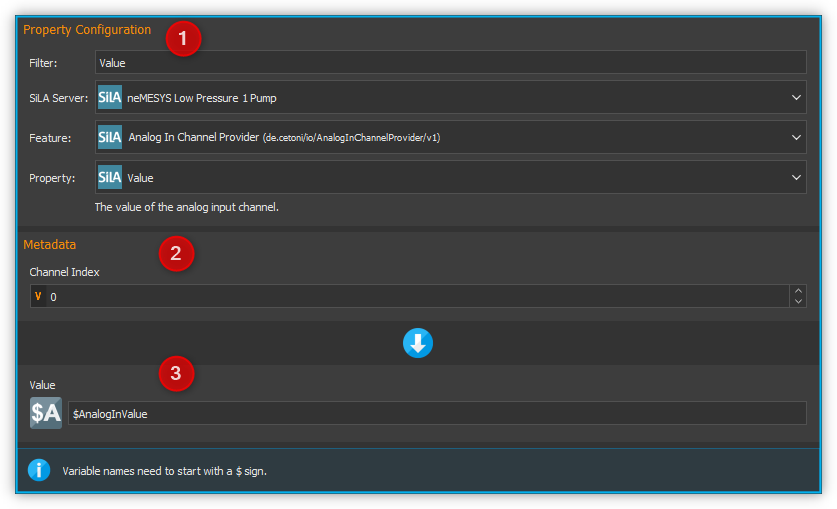 Property Configuration
1
Filter:
Value
SiLA Server:
SiLA
neMESYS Low Pressure 1 Pump
Feature:
SiLA
Analog In Channel Provider (de.cetoni/io/AnalogInChannelProvider/v1)
Property:
SiLA
Value
The value of the analog input channel.
Metadata
2
Channel Index
V
0
3
Value
$A
$AnalogInValue
i
Variable names need to start with a $ sign.